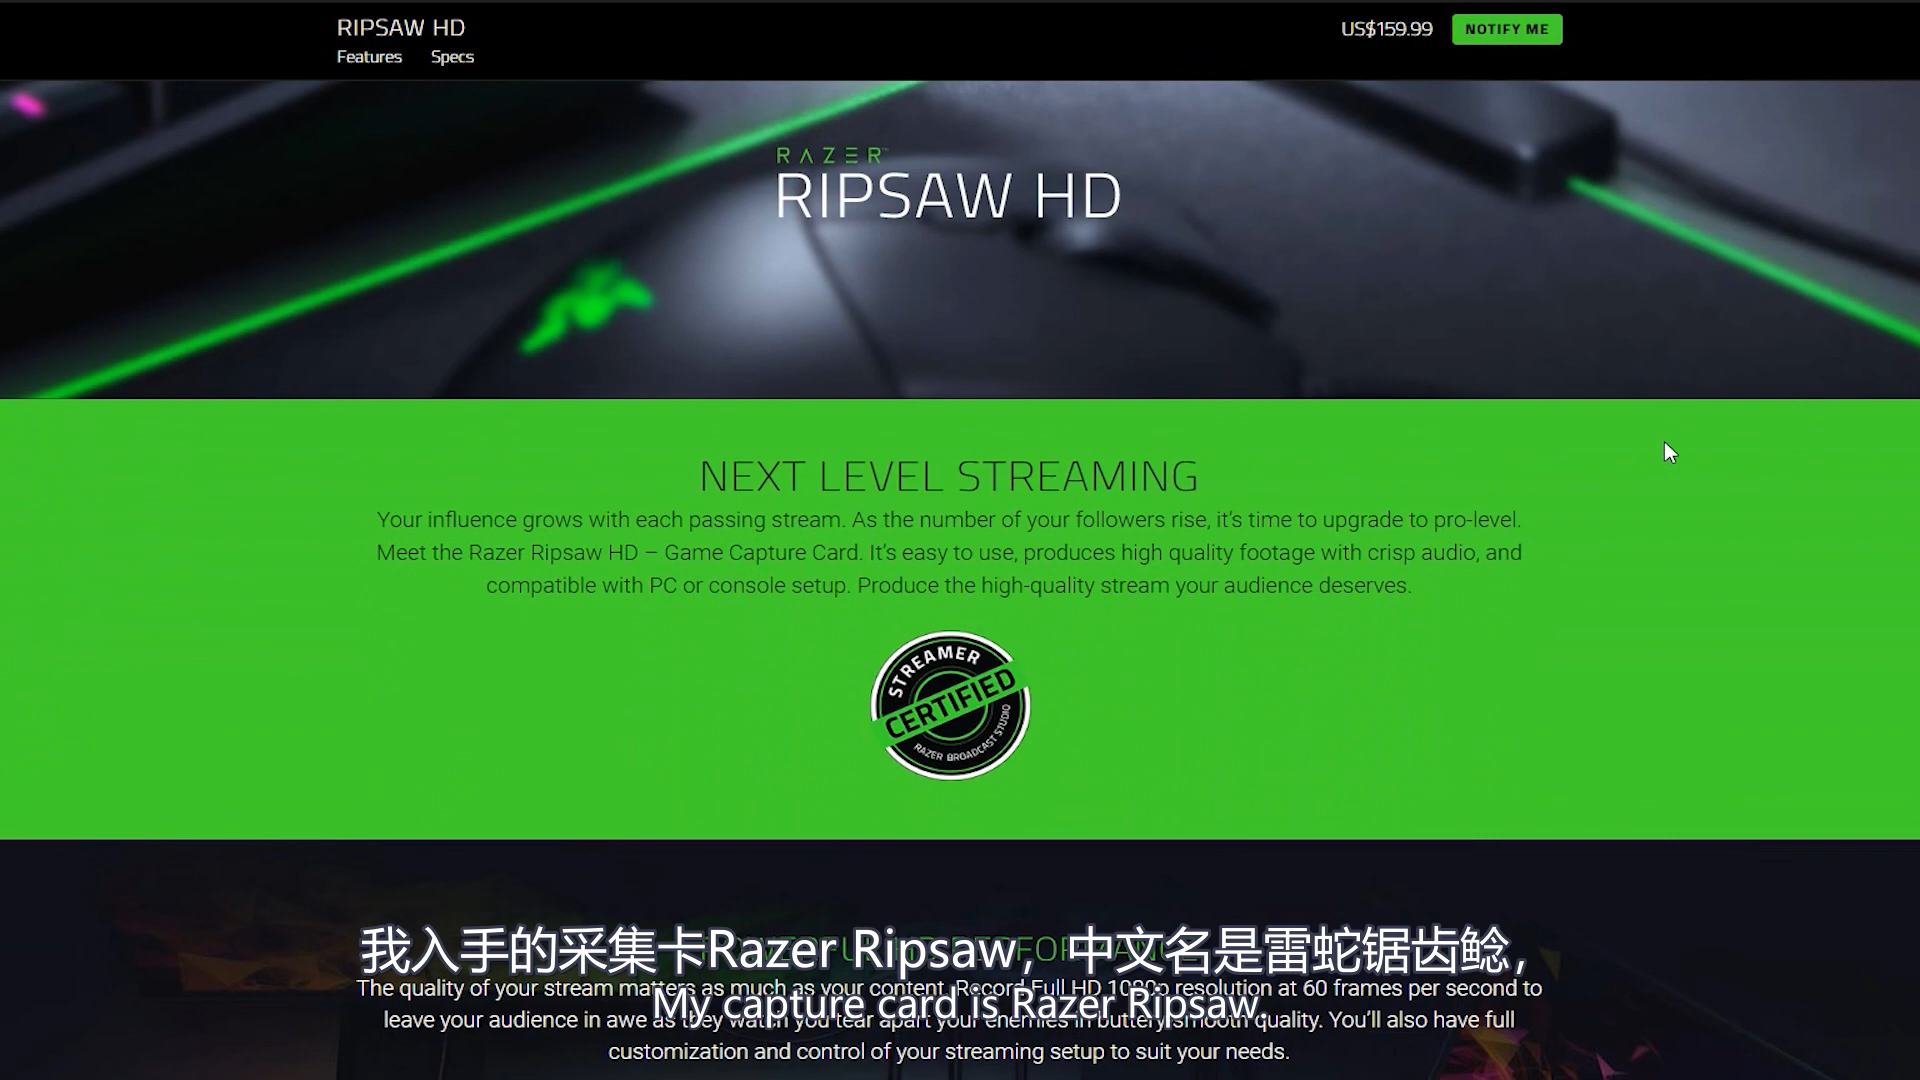 RIPSAW HD
US$159.99
NOTIFY ME
Features
Specs
RAZER™
RIPSAW HD
NEXT LEVEL STREAMING
Your influence grows with each passing stream. As the number of your followers rise, it's time to upgrade to pro-level.
Meet the Razer Ripsaw HD – Game Capture Card. It's easy to use, produces high quality footage with crisp audio, and
compatible with PC or console setup. Produce the high-quality stream your audience deserves.
STREAMER
CERTIFIED
RAZER BROADCAST STUDIO
我入手的采集卡Razer Ripsaw，中文名是雷蛇锯齿鲶，
The quality of your stream matters as much as your content. Record Full HD 1080p resolution at 60 frames per second to
My capture card is Razer Ripsaw.
leave your audience in awe as they watch you tear apart your enemies in buttery smooth quality. You'll also have full
customization and control of your streaming setup to suit your needs.